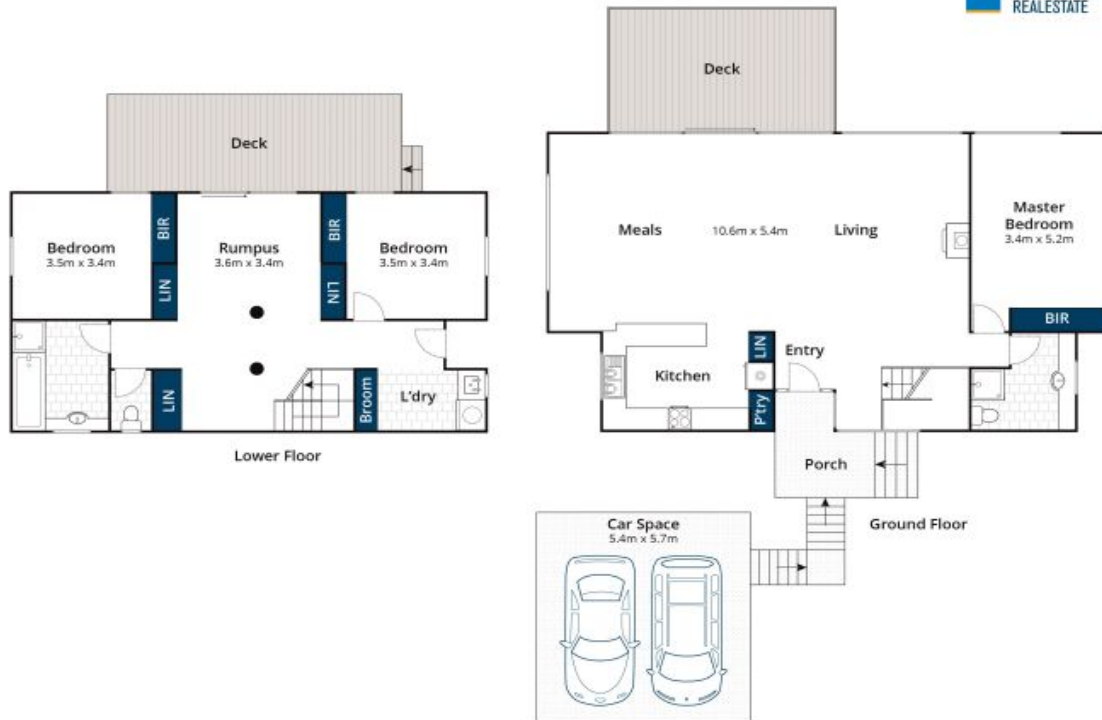 REALESTATE
Deck
Bedroom
3.5m x 3.4m
BIR
LIN
Rumpus
3.6m x 3.4m
BIR
LIN
Bedroom
3.5m x 3.4m
LIN
Broom
L'dry
Lower Floor
Deck
Meals
10.6m x 5.4m
Living
Master
Bedroom
3.4m x 5.2m
BIR
Kitchen
LIN
P'try
Entry
Porch
Ground Floor
Car Space
5.4m x 5.7m